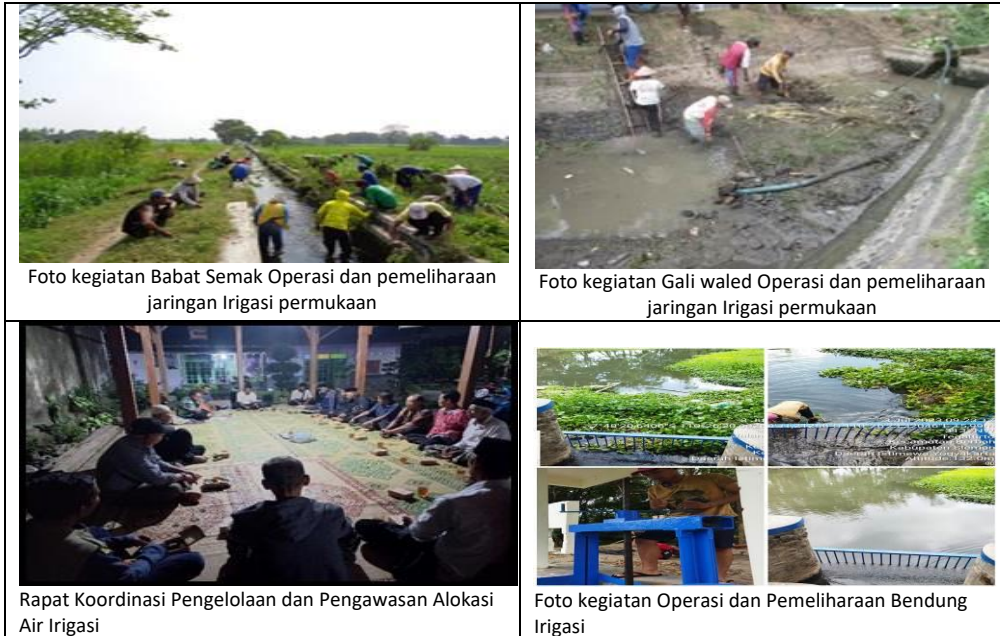 Foto kegiatan Babat Semak Operasi dan pemeliharaan
jaringan Irigasi permukaan
Foto kegiatan Gali waled Operasi dan pemeliharaan
jaringan Irigasi permukaan
Rapat Koordinasi Pengelolaan dan Pengawasan Alokasi
Air Irigasi
Foto kegiatan Operasi dan Pemeliharaan Bendung
Irigasi